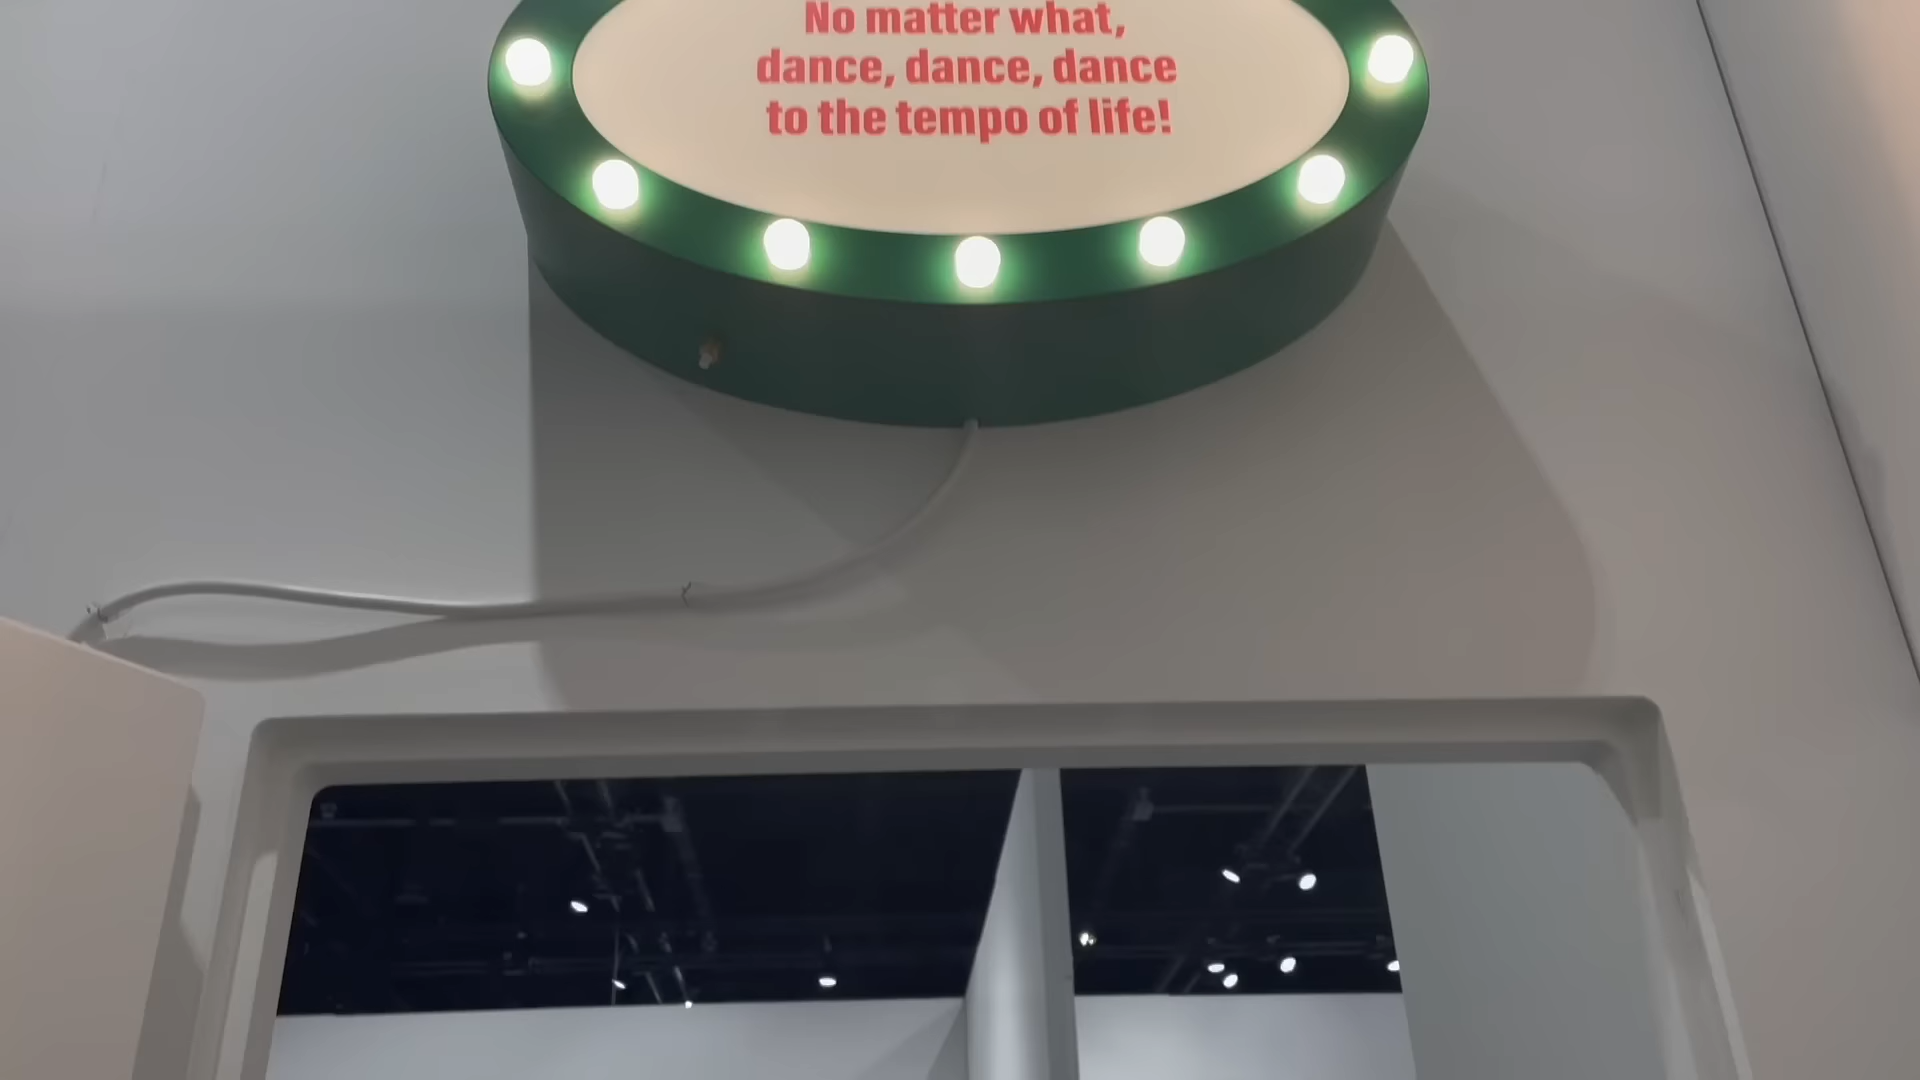 No matter what,
dance, dance, dance
to the tempo of life!